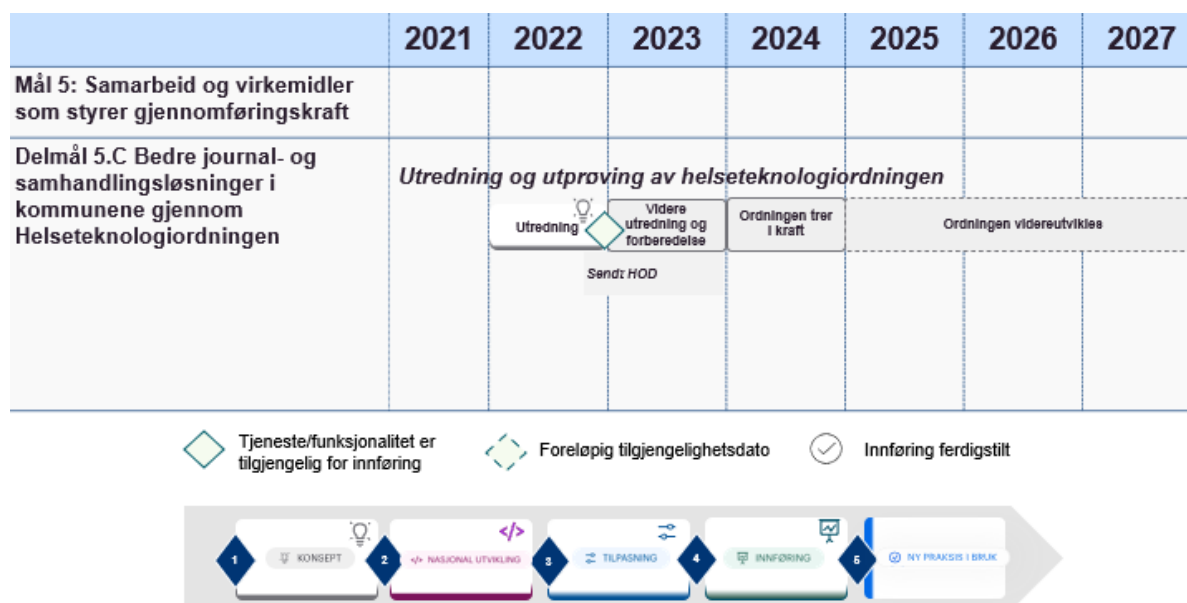 2021 2022 2023 2024 2025 2026 2027
Mål 5: Samarbeid og virkemidler
som styrer gjennomføringskraft
Delmål 5.C Bedre journal- og
samhandlingsløsninger i
kommunene gjennom
Helseteknologiordningen
Utredning og utprøving av helseteknologiordningen
Utredning
Videre
utredning og
forberedelse
Ordningen trer
i kraft
Ordningen videreutvikles
Sendt HOD
Tjeneste/funksjonalitet er
tilgjengelig for innføring
Foreløpig tilgjengelighetsdato
Innføring ferdigstilt
1 KONSEPT 2 </> NASJONAL UTVIKLING </> 3 TILPASNING 4 INNFØRING 5 NY PRAKSIS I BRUK